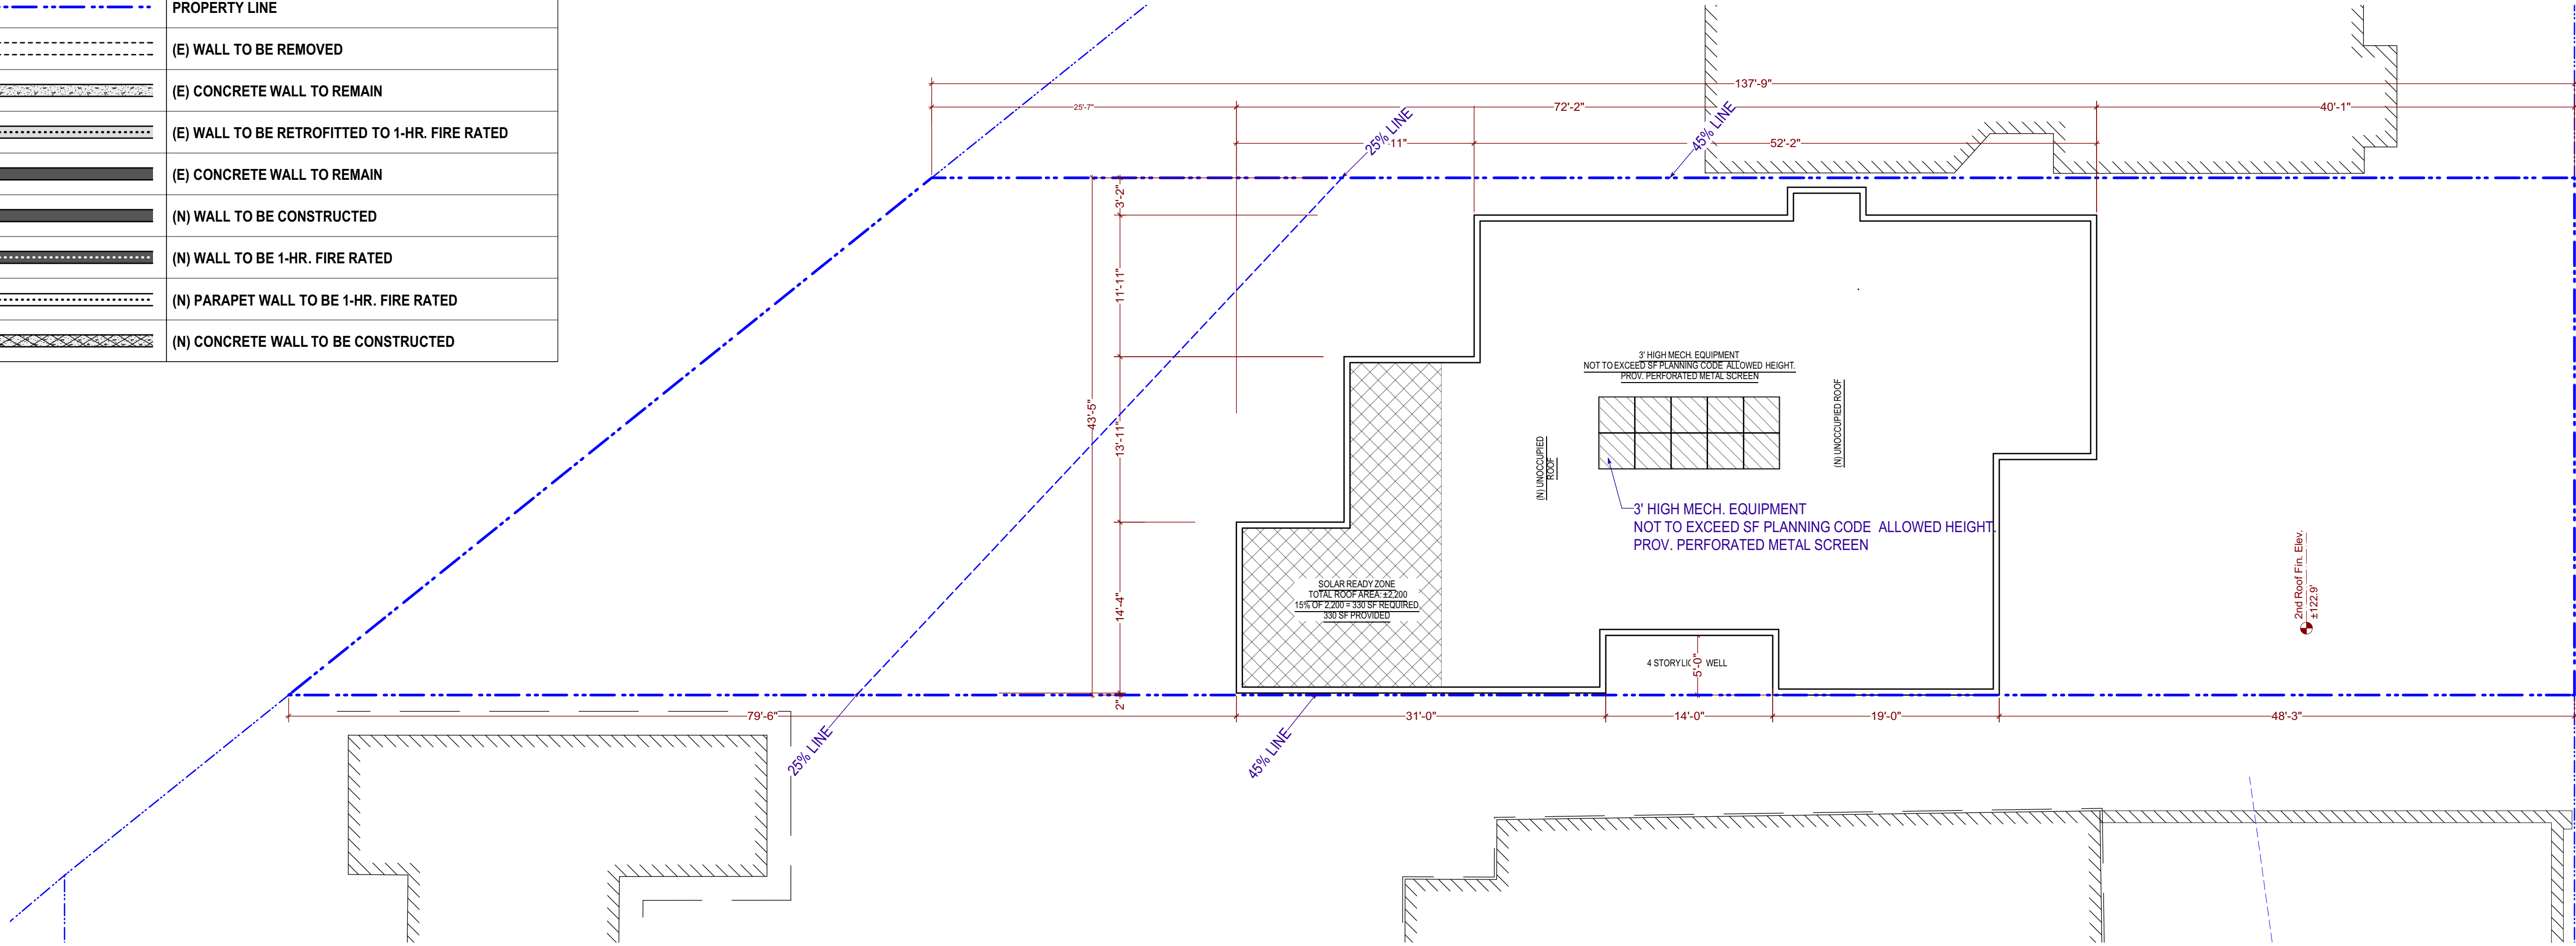 PROPERTY LINE
(E) WALL TO BE REMOVED
(E) CONCRETE WALL TO REMAIN
(E) WALL TO BE RETROFITTED TO 1-HR. FIRE RATED
(E) CONCRETE WALL TO REMAIN
(N) WALL TO BE CONSTRUCTED
(N) WALL TO BE 1-HR. FIRE RATED
(N) PARAPET WALL TO BE 1-HR. FIRE RATED
(N) CONCRETE WALL TO BE CONSTRUCTED
137'-9"
25'-7"
72'-2"
40'-1"
25% LINE
11"
45% LINE
52'-2"
3'-2"
11'-11"
43'-5"
13'-11"
14'-4"
2"
3' HIGH MECH. EQUIPMENT
NOT TO EXCEED SF PLANNING CODE ALLOWED HEIGHT.
PROV. PERFORATED METAL SCREEN
(N) UNOCCUPIED
ROOF
(N) UNOCCUPIED ROOF
3' HIGH MECH. EQUIPMENT
NOT TO EXCEED SF PLANNING CODE ALLOWED HEIGHT.
PROV. PERFORATED METAL SCREEN
SOLAR READY ZONE
TOTAL ROOF AREA: ±2,200
15% OF 2,200 = 330 SF REQUIRED
330 SF PROVIDED
4 STORY WELL
5'-0"
2nd Roof Fin. Elev.
±122.9'
79'-6"
31'-0"
14'-0"
19'-0"
48'-3"
25% LINE
45% LINE